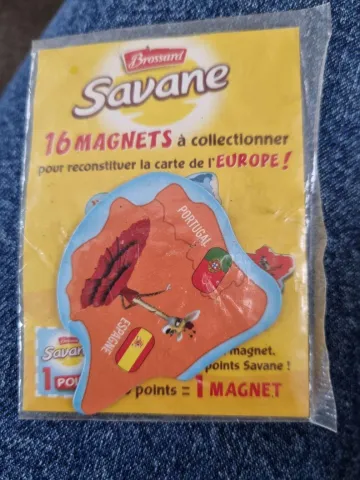 Brossard
Savane
16 MAGNETS à collectionner
pour reconstituer la carte de l'EUROPE !
PORTUGAL
ESPAGNE
Brossard
Savane
1 POI
magnet.
points Savane !
points = 1 MAGNET